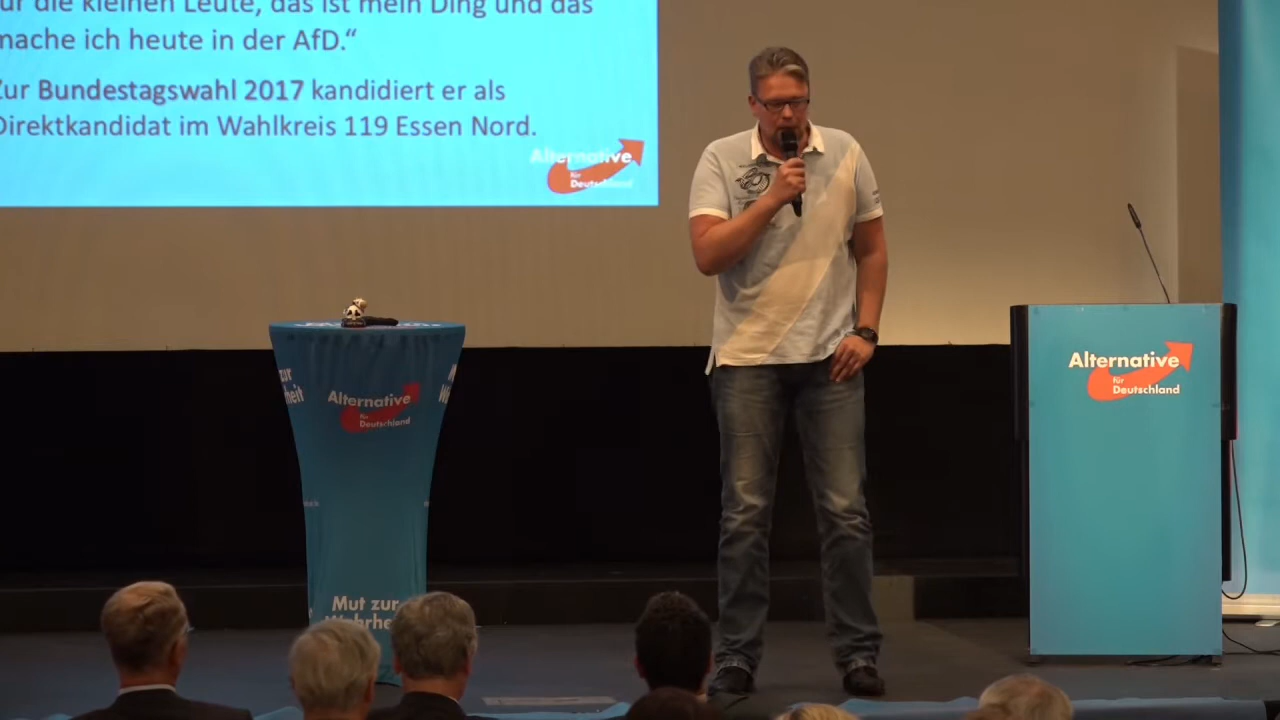 für die kleinen Leute, das ist mein Ding und das
mache ich heute in der AfD.“
Zur Bundestagswahl 2017 kandidiert er als
Direktkandidat im Wahlkreis 119 Essen Nord.
Alternative
für
Deutschland
Alternative
für
Deutschland
zur
Alternative
für
Deutschland
Mut zur
Wahrheit